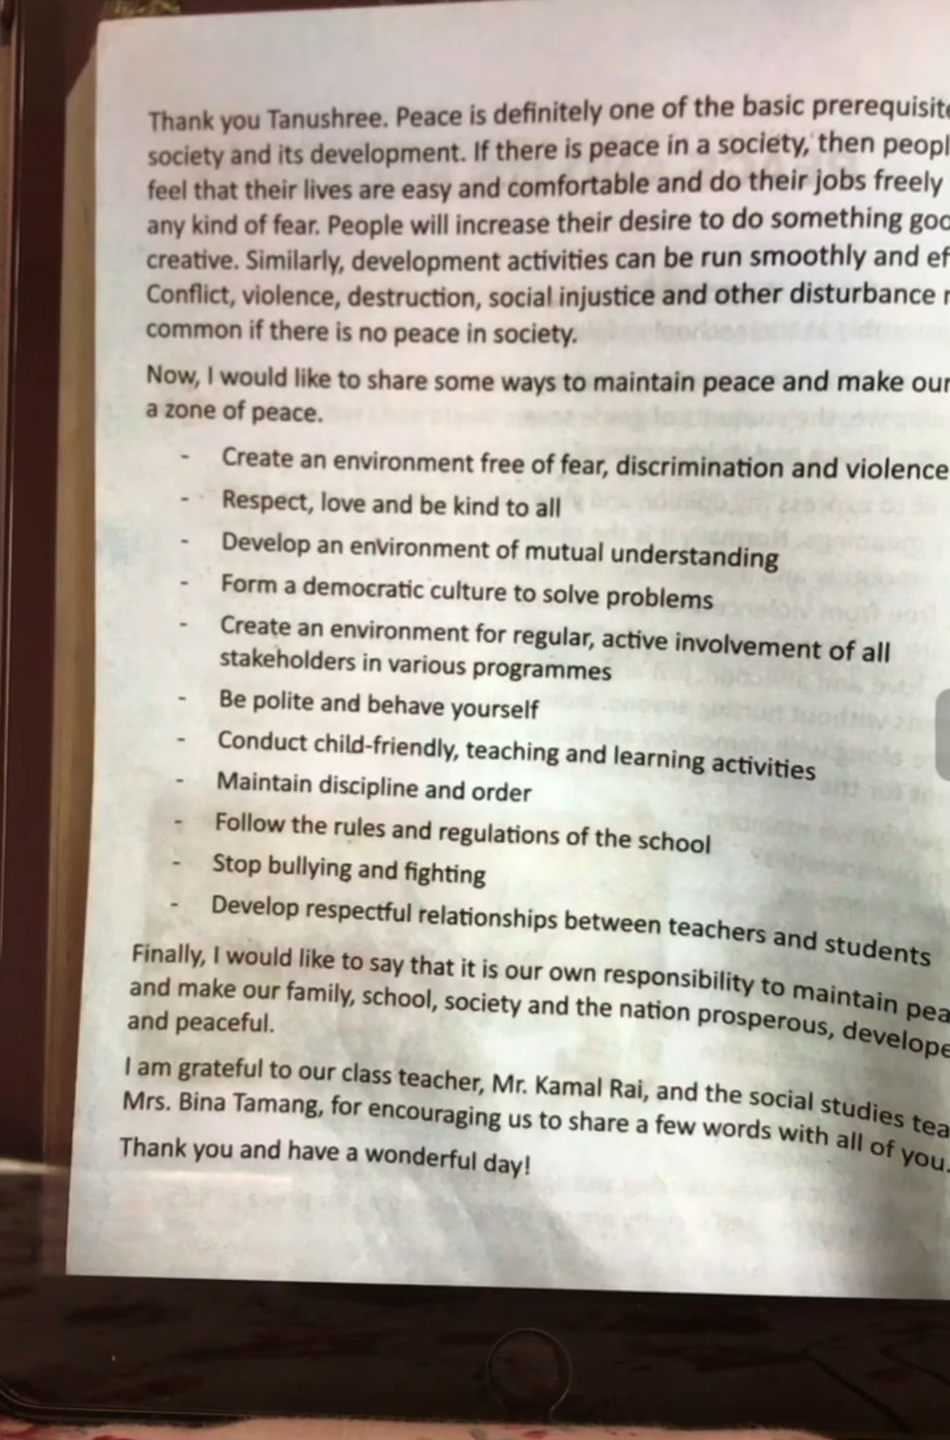 Thank you Tanushree. Peace is definitely one of the basic
society and its development. If there is peace in a society, then
feel that their lives are easy and comfortable and do their jobs freely
any kind of fear. People will increase their desire to do something
creative. Similarly, development activities can be run smoothly and
Conflict, violence, destruction, social injustice and other disturbance
common if there is no peace in society.
Now, I would like to share some ways to maintain peace and make our
a zone of peace.
- Create an environment free of fear, discrimination and violence
- Respect, love and be kind to all
- Develop an environment of mutual understanding
- Form a democratic culture to solve problems
- Create an environment for regular, active involvement of all
stakeholders in various programmes
- Be polite and behave yourself
- Conduct child-friendly, teaching and learning activities
- Maintain discipline and order
- Follow the rules and regulations of the school
- Stop bullying and fighting
- Develop respectful relationships between teachers and students
Finally, I would like to say that it is our own responsibility to maintain
and make our family, school, society and the nation prosperous,
and peaceful.
I am grateful to our class teacher, Mr. Kamal Rai, and the social studies
Mrs. Bina Tamang, for encouraging us to share a few words with all of you.
Thank you and have a wonderful day!